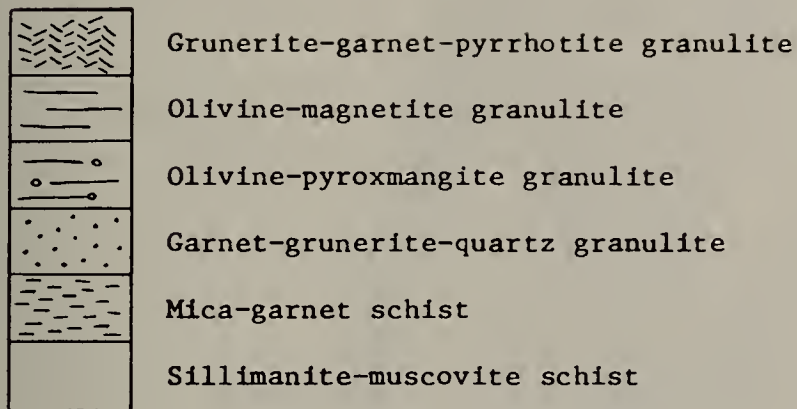 Grunerite-garnet-pyrrhotite granulite
Olivine-magnetite granulite
Olivine-pyroxmangite granulite
Garnet-grunerite-quartz granulite
Mica-garnet schist
Sillimanite-muscovite schist